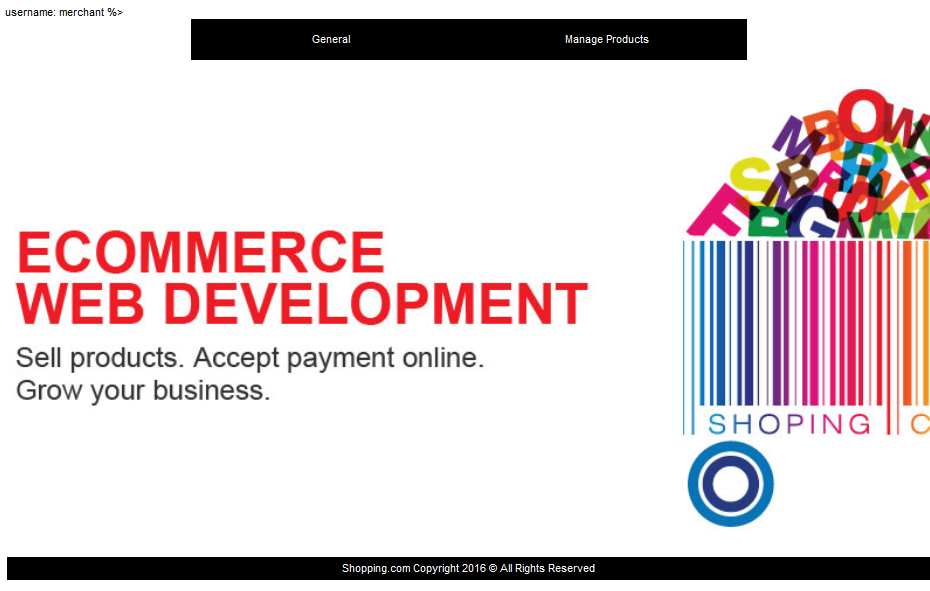 username: merchant %>
General Manage Products
ECOMMERCE
WEB DEVELOPMENT
Sell products. Accept payment online.
Grow your business.
SHOPING C
Shopping.com Copyright 2016 © All Rights Reserved